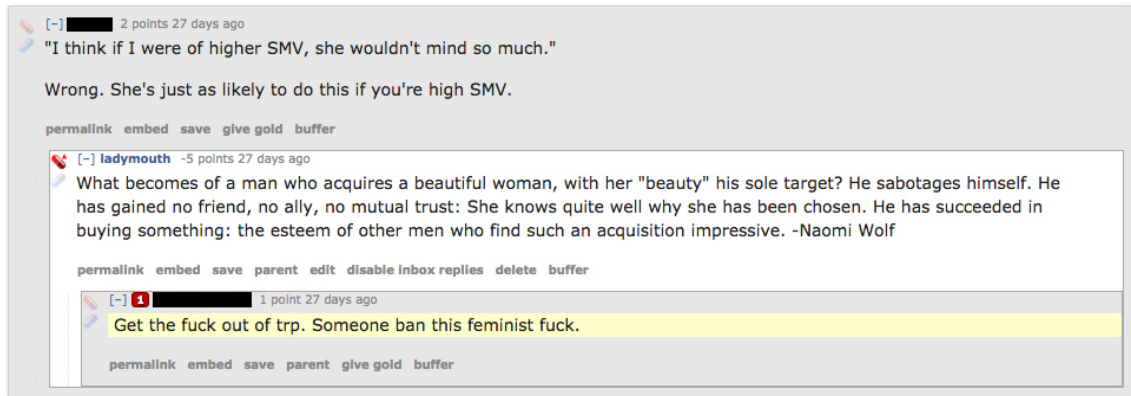 [-] 2 points 27 days ago
"I think if I were of higher SMV, she wouldn't mind so much."
Wrong. She's just as likely to do this if you're high SMV.
permalink embed save give gold buffer
[-] ladymouth -5 points 27 days ago
What becomes of a man who acquires a beautiful woman, with her "beauty" his sole target? He sabotages himself. He
has gained no friend, no ally, no mutual trust: She knows quite well why she has been chosen. He has succeeded in
buying something: the esteem of other men who find such an acquisition impressive. -Naomi Wolf
permalink embed save parent edit disable inbox replies delete buffer
[-] 1 1 point 27 days ago
Get the fuck out of trp. Someone ban this feminist fuck.
permalink embed save parent give gold buffer